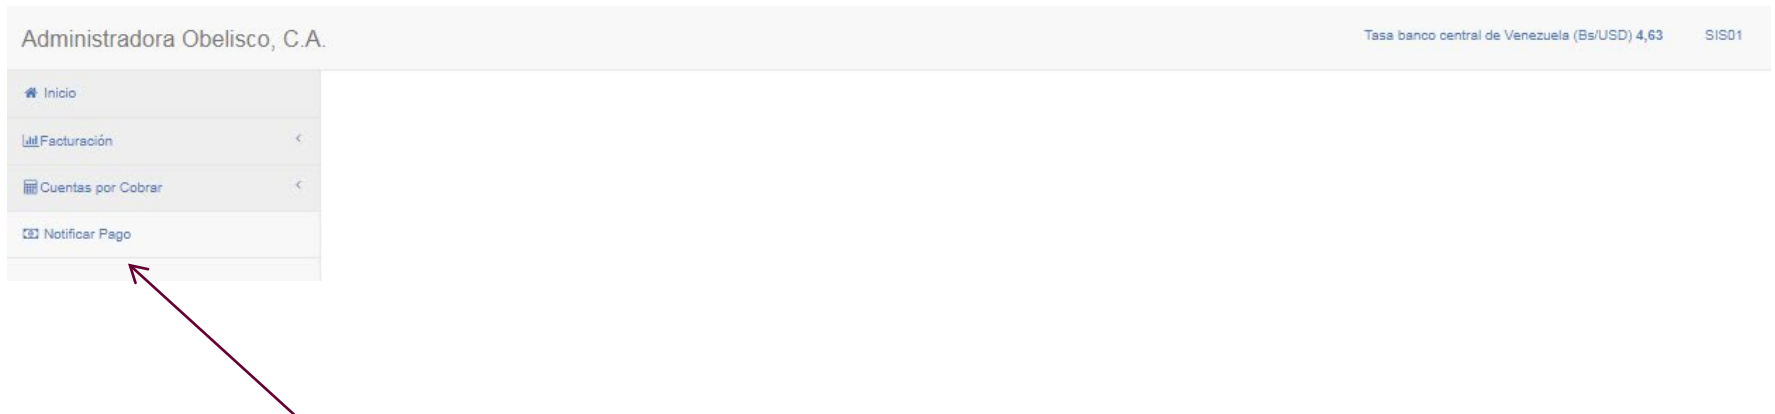 Administradora Obelisco, C.A.
Tasa banco central de Venezuela (Bs/USD) 4,63 SIS01
Inicio
Facturación
Cuentas por Cobrar
Notificar Pago